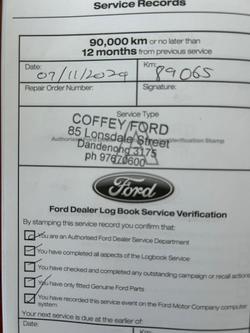 Service Records
90,000 km or no later than
12 months from previous service
Date: Km:
07/11/2024 89065
Repair Order Number: Signature:
Service Type
COFFEY FORD
85 Lonsdale Street
Dandenong 3175
ph 97670600
Ford
Ford Dealer Log Book Service Verification
By stamping this service record you confirm that:
You are an Authorised Ford Dealer Service Department
You have completed all aspects of the Logbook Service
You have checked and completed any outstanding campaign or recall actions
You have only fitted Genuine Ford Parts
You have recorded this service event on the Ford Motor Company computer
system.
Your next service is due at the earlier of:
Date: Km: